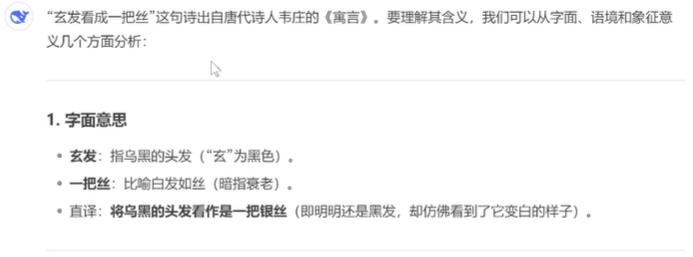 “玄发看成一把丝”这句诗出自唐代诗人韦庄的《寓言》。要理解其含义，我们可以从字面、语境和象征意
义几个方面分析：
1. 字面意思
• 玄发：指乌黑的头发（“玄”为黑色）。
• 一把丝：比喻白发如丝（暗指衰老）。
• 直译：将乌黑的头发看作是一把银丝（即明明还是黑发，却仿佛看到了它变白的样子）。